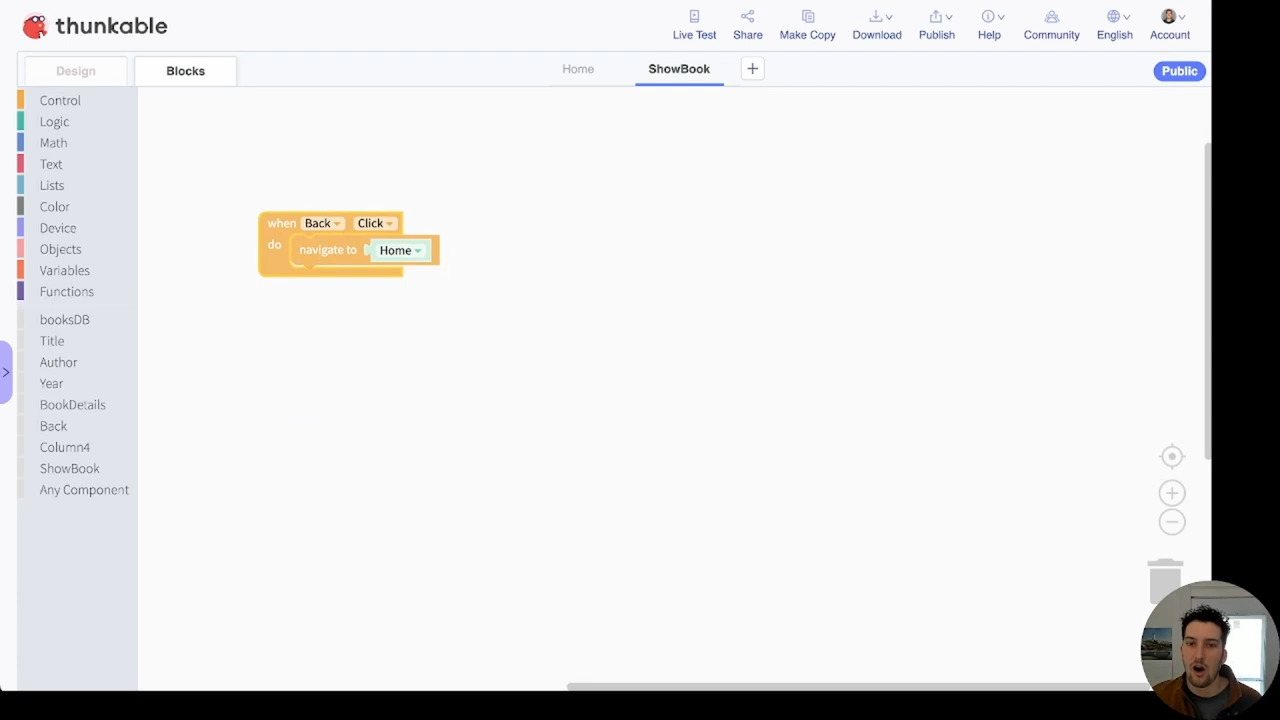 thunkable
Live Test
Share
Make Copy
Download
Publish
Help
Community
English
Account
Design
Blocks
Home
ShowBook
+
Public
Control
Logic
Math
Text
Lists
Color
Device
Objects
Variables
Functions
booksDB
Title
Author
Year
BookDetails
Back
Column4
ShowBook
Any Component
when Back Click
do navigate to Home